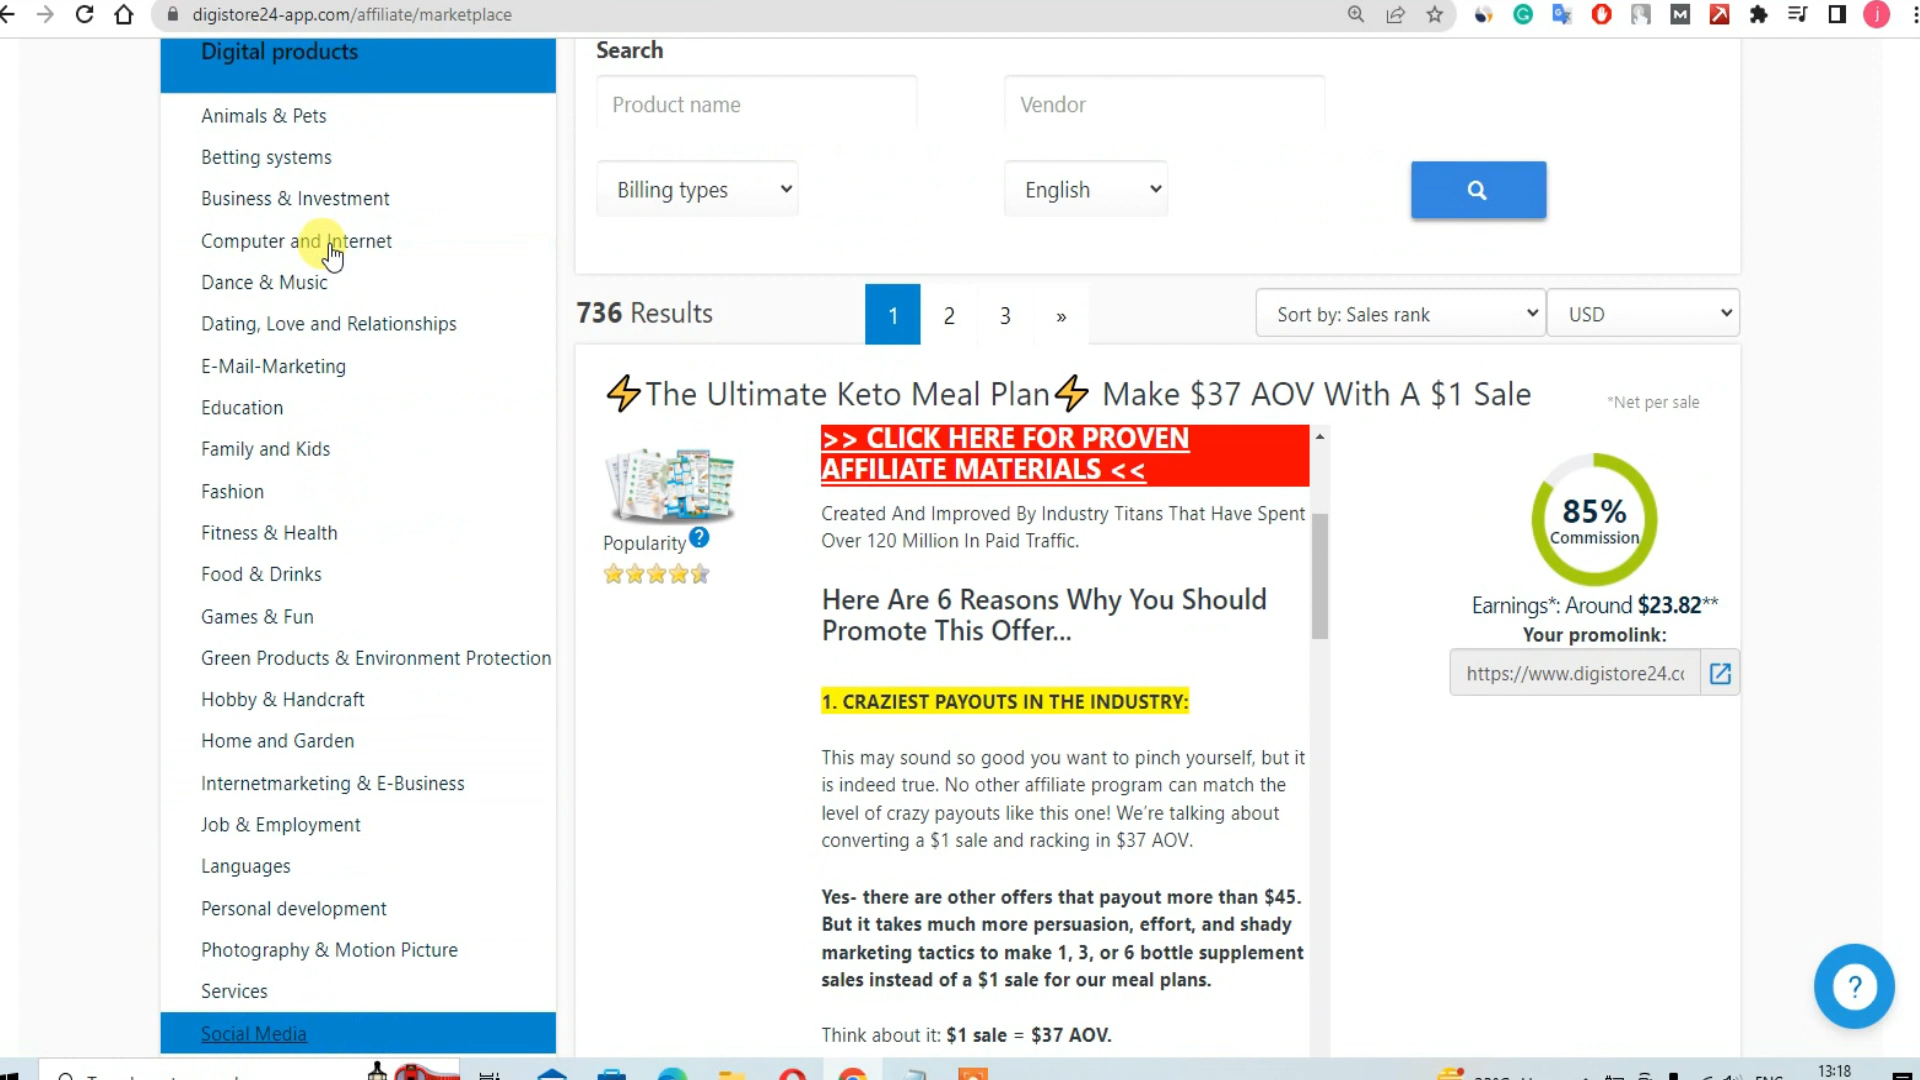 digistore24-app.com/affiliate/marketplace
Digital products
Animals & Pets
Betting systems
Business & Investment
Computer and Internet
Dance & Music
Dating, Love and Relationships
E-Mail-Marketing
Education
Family and Kids
Fashion
Fitness & Health
Food & Drinks
Games & Fun
Green Products & Environment Protection
Hobby & Handcraft
Home and Garden
Internetmarketing & E-Business
Job & Employment
Languages
Personal development
Photography & Motion Picture
Services
Social Media
Search
Product name
Vendor
Billing types
English
736 Results
1 2 3 »
Sort by: Sales rank
USD
⚡The Ultimate Keto Meal Plan⚡ Make $37 AOV With A $1 Sale
*Net per sale
Popularity
>> CLICK HERE FOR PROVEN
AFFILIATE MATERIALS <<
Created And Improved By Industry Titans That Have Spent
Over 120 Million In Paid Traffic.
Here Are 6 Reasons Why You Should
Promote This Offer...
1. CRAZIEST PAYOUTS IN THE INDUSTRY:
This may sound so good you want to pinch yourself, but it
is indeed true. No other affiliate program can match the
level of crazy payouts like this one! We're talking about
converting a $1 sale and racking in $37 AOV.
Yes- there are other offers that payout more than $45.
But it takes much more persuasion, effort, and shady
marketing tactics to make 1, 3, or 6 bottle supplement
sales instead of a $1 sale for our meal plans.
Think about it: $1 sale = $37 AOV.
85%
Commission
Earnings*: Around $23.82**
Your promolink:
https://www.digistore24.cc
13:18